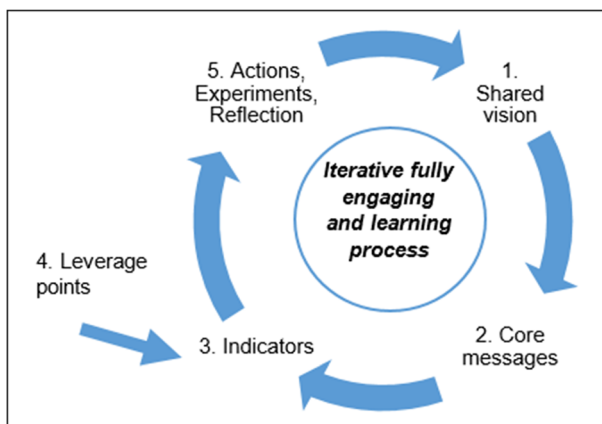 1.
Shared
vision
2. Core
messages
3. Indicators
4. Leverage
points
5. Actions,
Experiments,
Reflection
Iterative fully
engaging
and learning
process